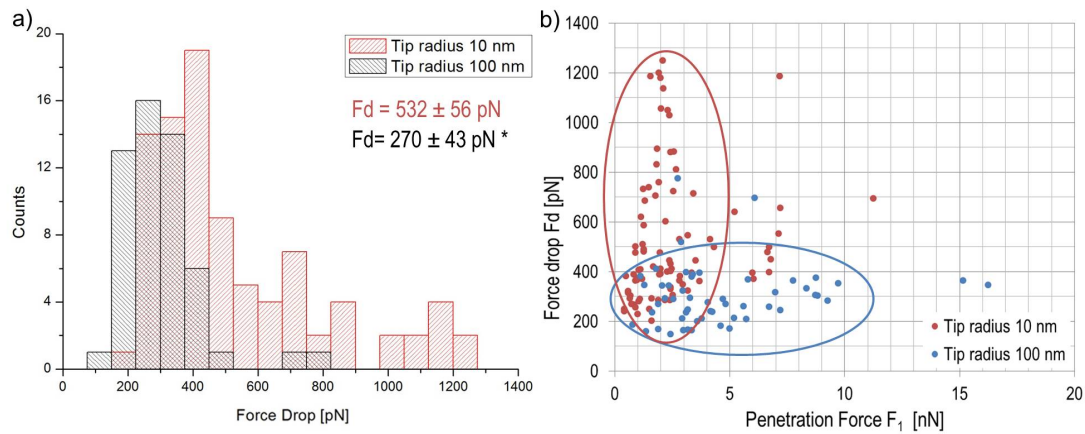 a)
20
16
12
8
4
0
Counts
0
200
400
600
800
1000
1200
1400
Force Drop [pN]
Tip radius 10 nm
Tip radius 100 nm
Fd = 532 ± 56 pN
Fd= 270 ± 43 pN *
b)
1400
1200
1000
800
600
400
200
0
Force drop Fd [pN]
0
5
10
15
20
Penetration Force F₁ [nN]
Tip radius 10 nm
Tip radius 100 nm